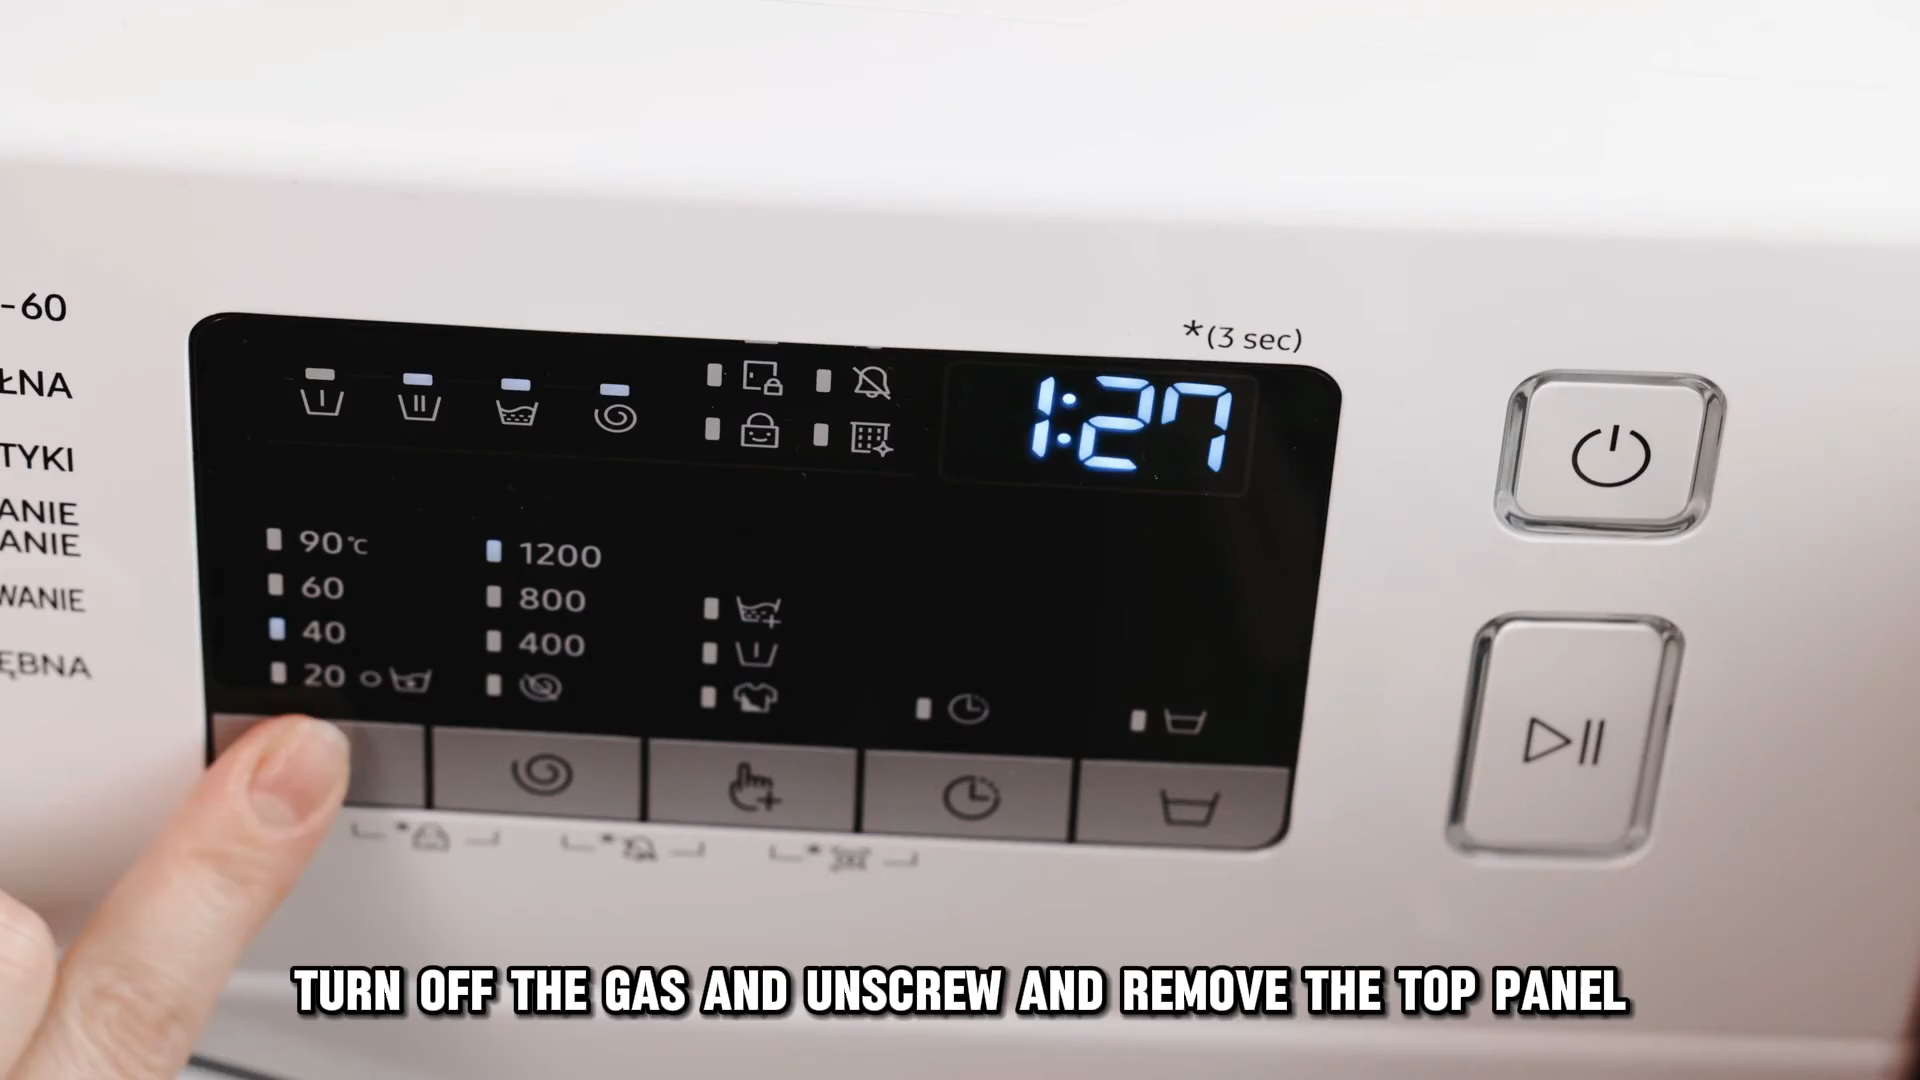 -60
ŁNA
TYKI
ANIE
ANIE
WANIE
ĘBNA
*(3 sec)
1:27
90°C
60
40
20
1200
800
400
TURN OFF THE GAS AND UNSCREW AND REMOVE THE TOP PANEL